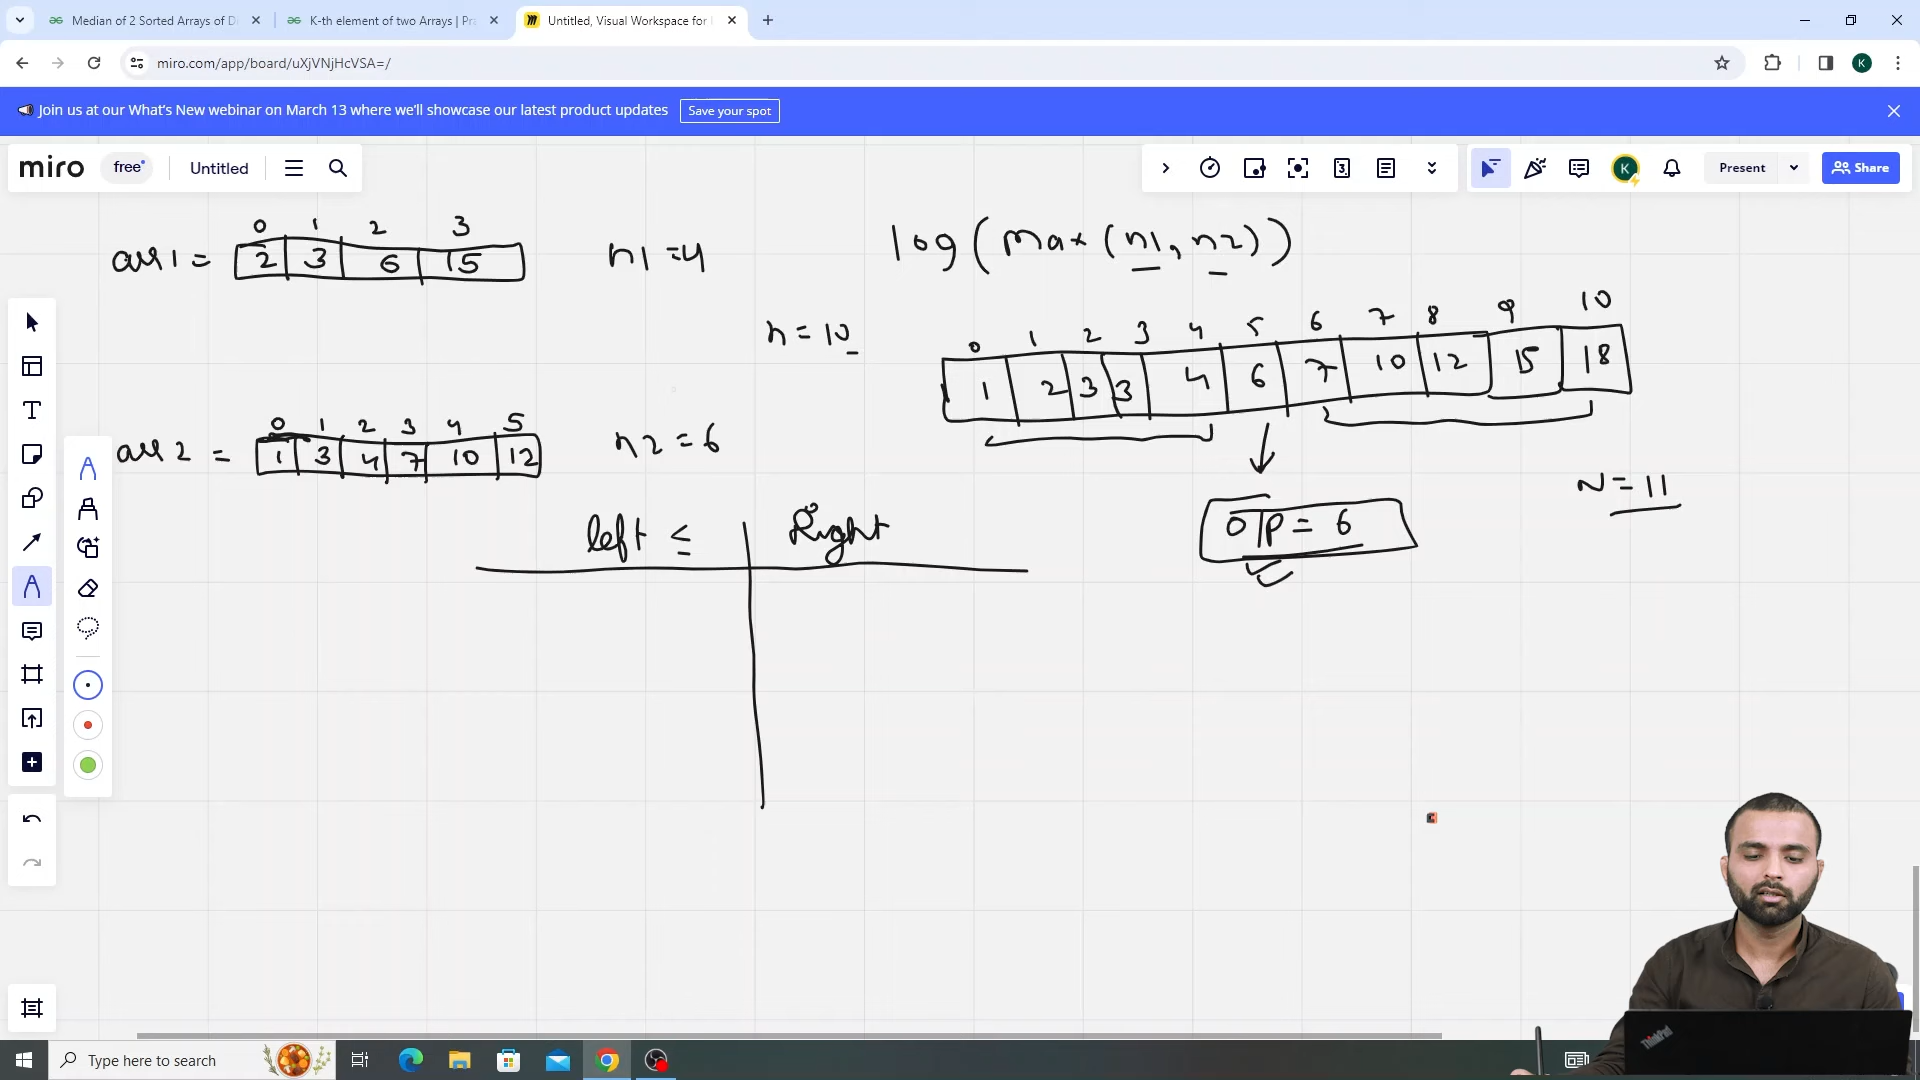 Median of 2 Sorted Arrays of D
K-th element of two Arrays | Pra
Untitled, Visual Workspace for
miro.com/app/board/uXjVNjHcVSA=/
K
Join us at our What's New webinar on March 13 where we'll showcase our latest product updates
Save your spot
miro
free
Untitled
3
K
Present
Share
0 1 2 3
arr1 = 2 3 6 15
n1 = 4
log(max(n1, n2))
n = 10
0 1 2 3 4 5 6 7 8 9 10
1 2 3 3 4 6 7 10 12 15 18
0 1 2 3 4 5
arr2 = 1 3 4 7 10 12
n2 = 6
N = 11
left ≤ Right
O/P = 6
Type here to search
ThinkPad